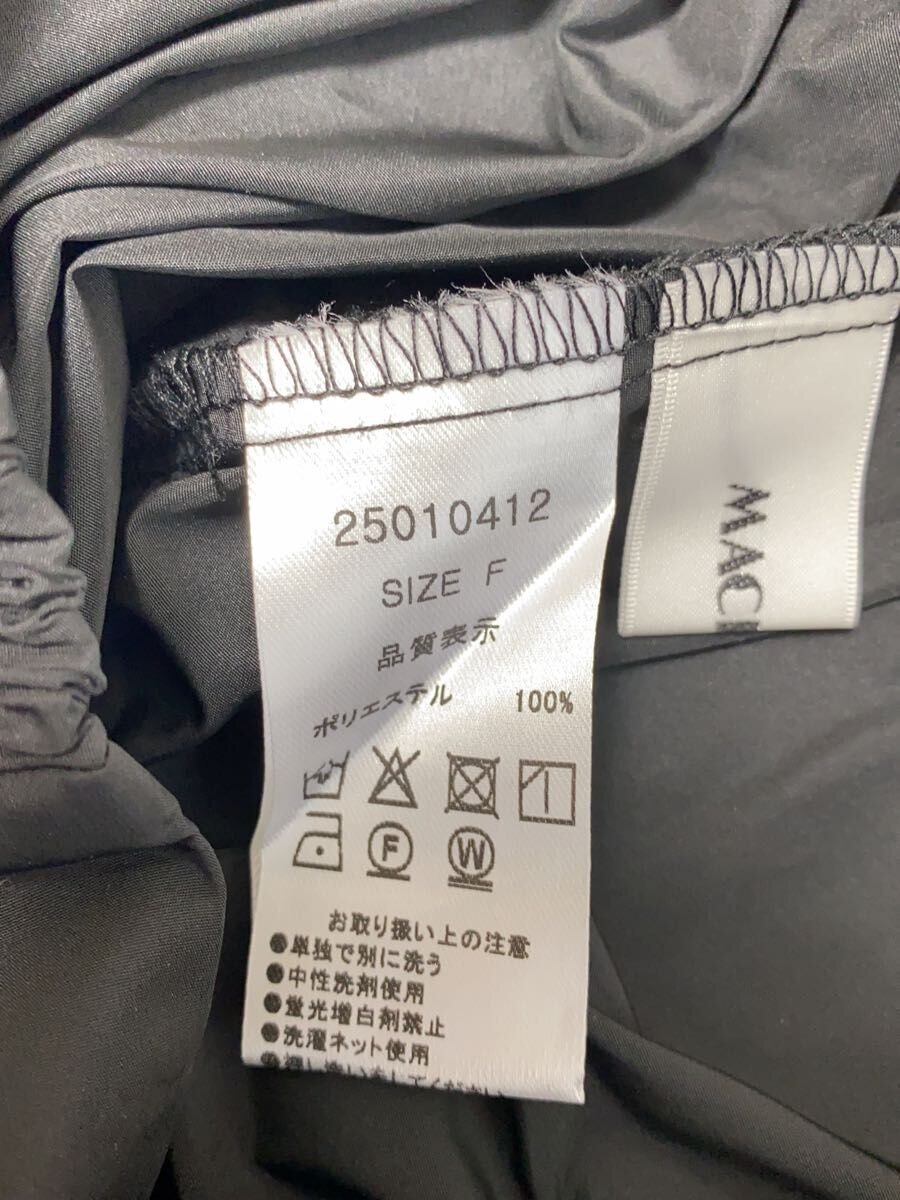 25010412
SIZE F
品質表示
ポリエステル 100%
F W
お取り扱い上の注意
●単独で別に洗う
●中性洗剤使用
●蛍光増白剤禁止
●洗濯ネット使用
MAC